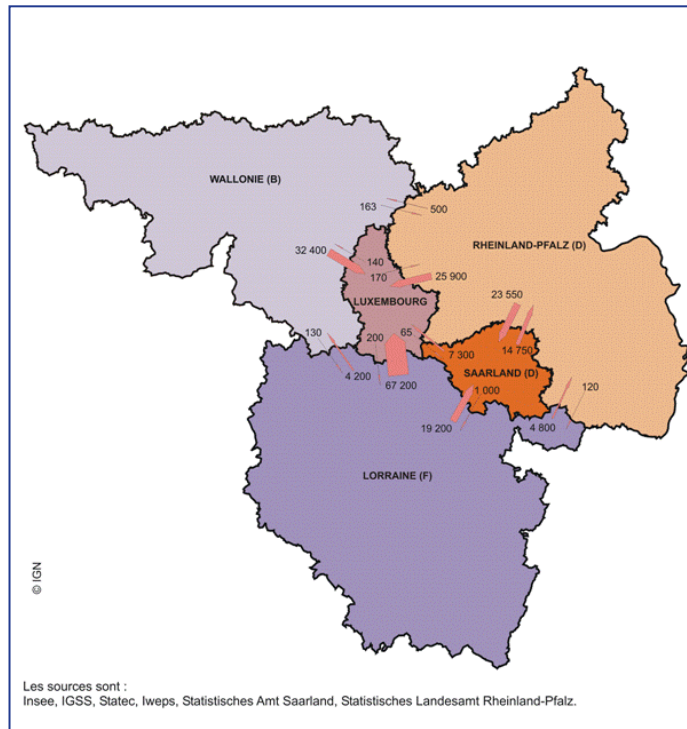 WALLONIE (B)
163
500
RHEINLAND-PFALZ (D)
32 400
140
170
25 900
LUXEMBOURG
23 550
130
200
65
7 300
14 750
4 200
SAARLAND (D)
67 200
1 000
120
19 200
4 800
LORRAINE (F)
© IGN
Les sources sont :
Insee, IGSS, Statec, Iweps, Statistisches Amt Saarland, Statistisches Landesamt Rheinland-Pfalz.